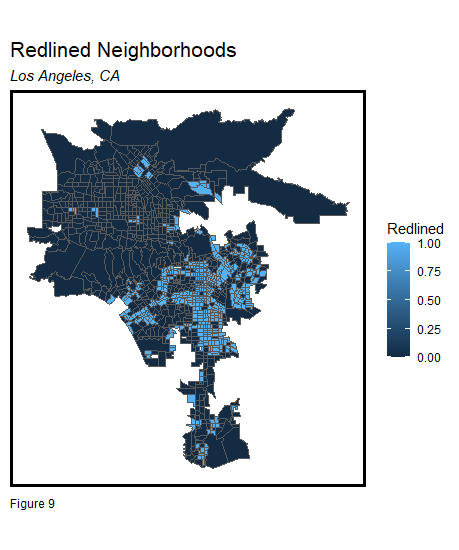 Redlined Neighborhoods
Los Angeles, CA
Redlined
1.00
0.75
0.50
0.25
0.00
Figure 9